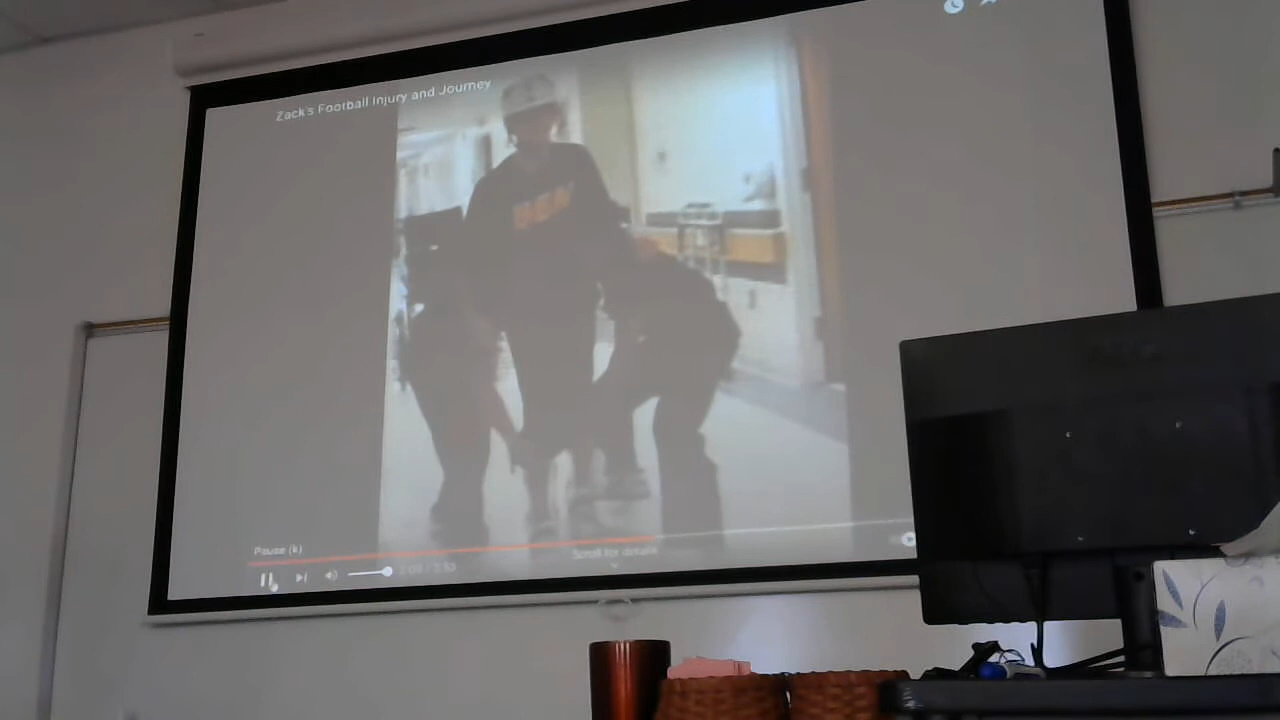 Zack's Football Injury and Journey
Pause (k)
Scroll for details